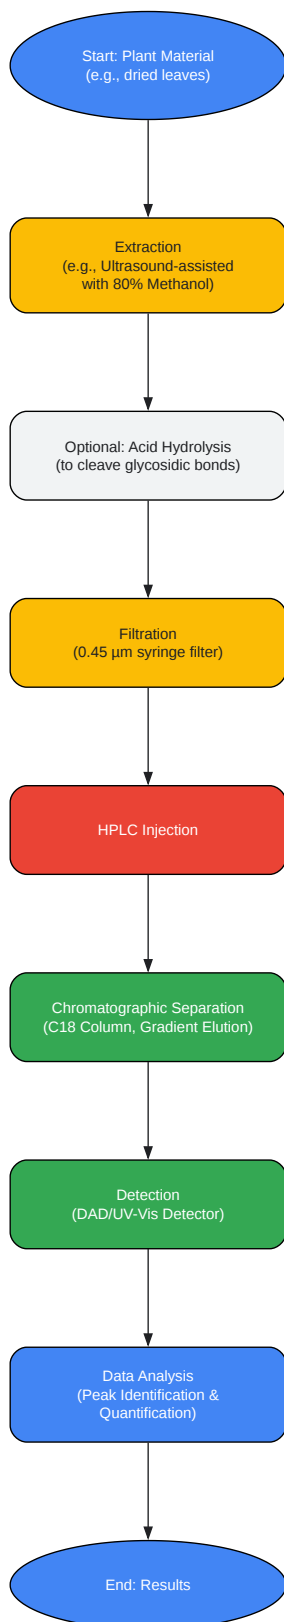 Start: Plant Material
(e.g., dried leaves)
Extraction
(e.g., Ultrasound-assisted
with 80% Methanol)
Optional: Acid Hydrolysis
(to cleave glycosidic bonds)
Filtration
(0.45 µm syringe filter)
HPLC Injection
Chromatographic Separation
(C18 Column, Gradient Elution)
Detection
(DAD/UV-Vis Detector)
Data Analysis
(Peak Identification &
Quantification)
End: Results